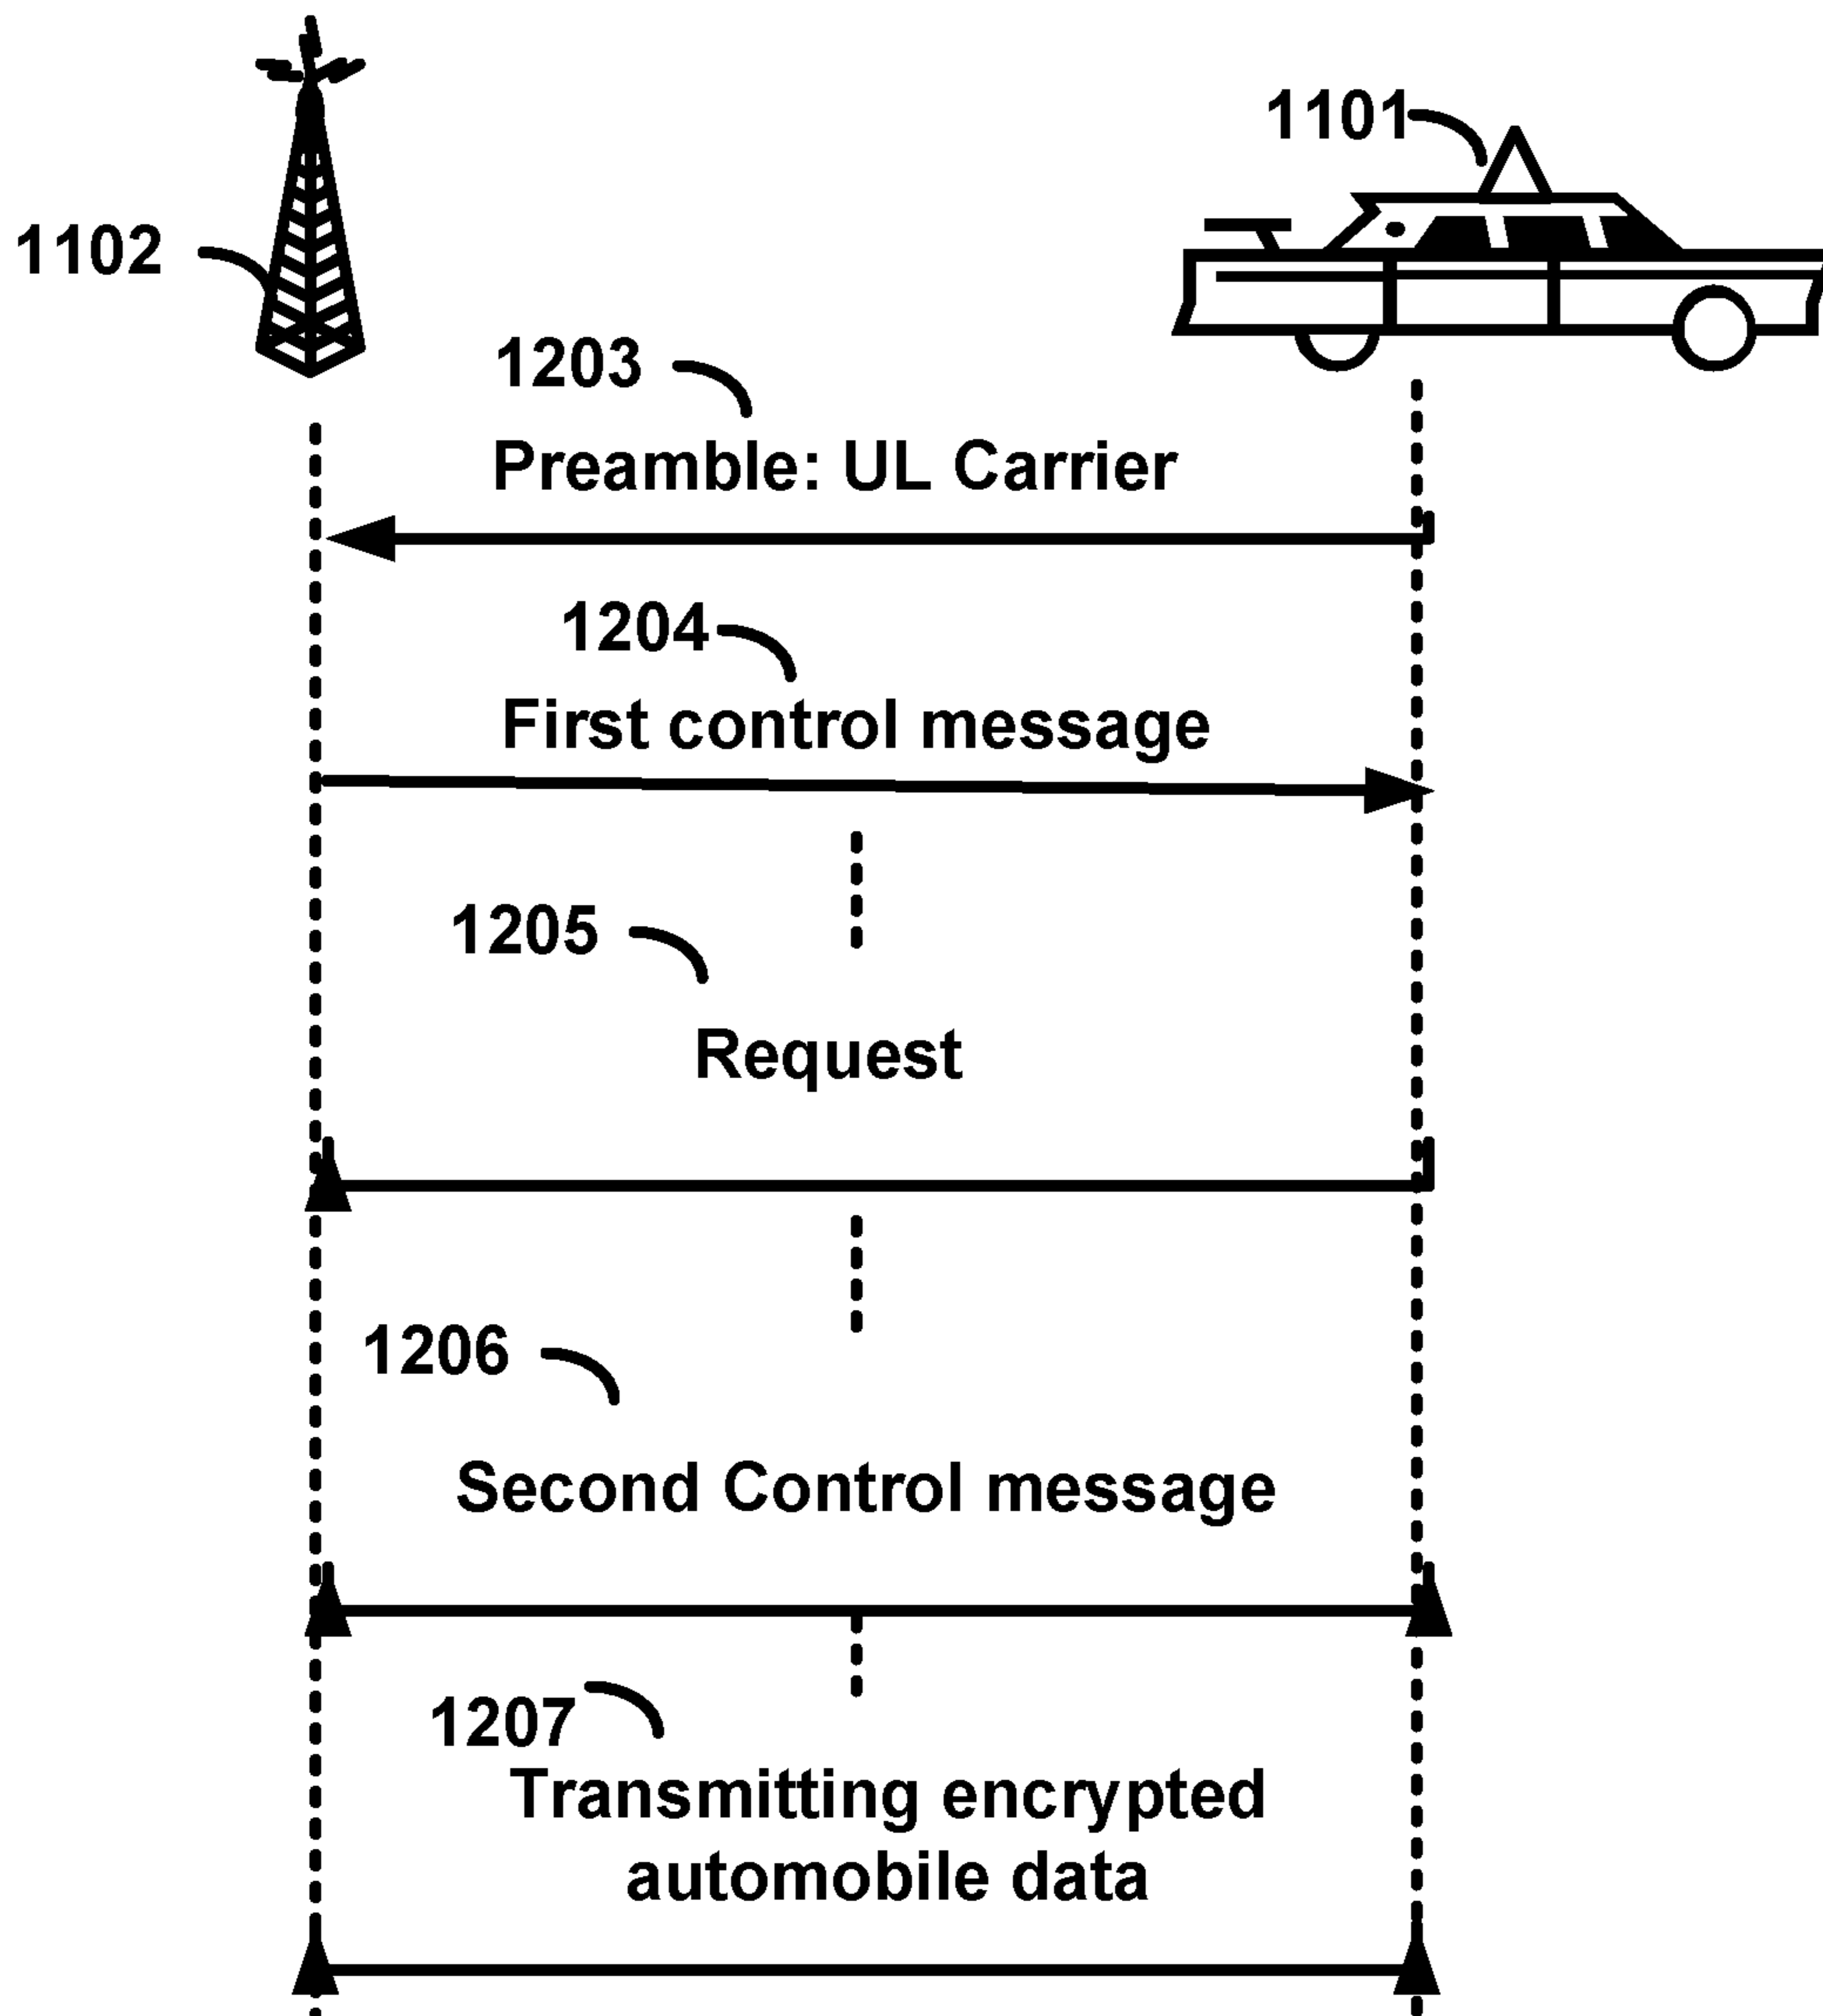 1101
1102
1203
Preamble: UL Carrier
1204
First control message
1205
Request
1206
Second Control message
1207
Transmitting encrypted
automobile data